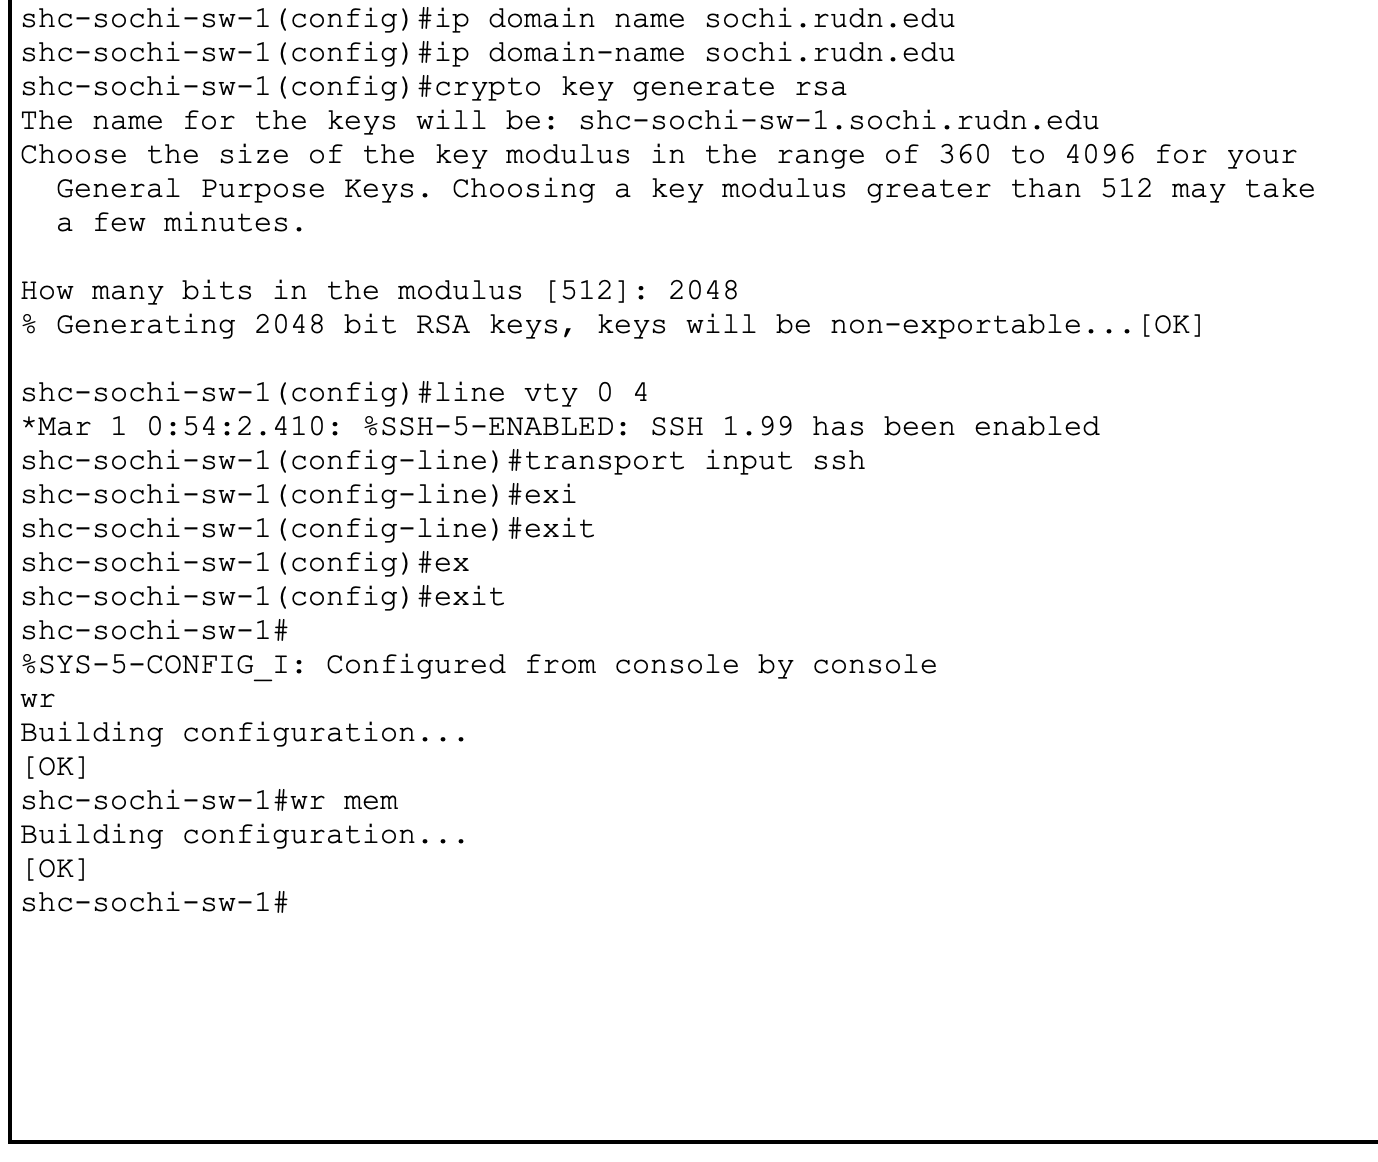 shc-sochi-sw-1(config)#ip domain name sochi.rudn.edu
shc-sochi-sw-1(config)#ip domain-name sochi.rudn.edu
shc-sochi-sw-1(config)#crypto key generate rsa
The name for the keys will be: shc-sochi-sw-1.sochi.rudn.edu
Choose the size of the key modulus in the range of 360 to 4096 for your
  General Purpose Keys. Choosing a key modulus greater than 512 may take
  a few minutes.

How many bits in the modulus [512]: 2048
% Generating 2048 bit RSA keys, keys will be non-exportable...[OK]

shc-sochi-sw-1(config)#line vty 0 4
*Mar 1 0:54:2.410: %SSH-5-ENABLED: SSH 1.99 has been enabled
shc-sochi-sw-1(config-line)#transport input ssh
shc-sochi-sw-1(config-line)#exi
shc-sochi-sw-1(config-line)#exit
shc-sochi-sw-1(config)#ex
shc-sochi-sw-1(config)#exit
shc-sochi-sw-1#
%SYS-5-CONFIG_I: Configured from console by console
wr
Building configuration...
[OK]
shc-sochi-sw-1#wr mem
Building configuration...
[OK]
shc-sochi-sw-1#